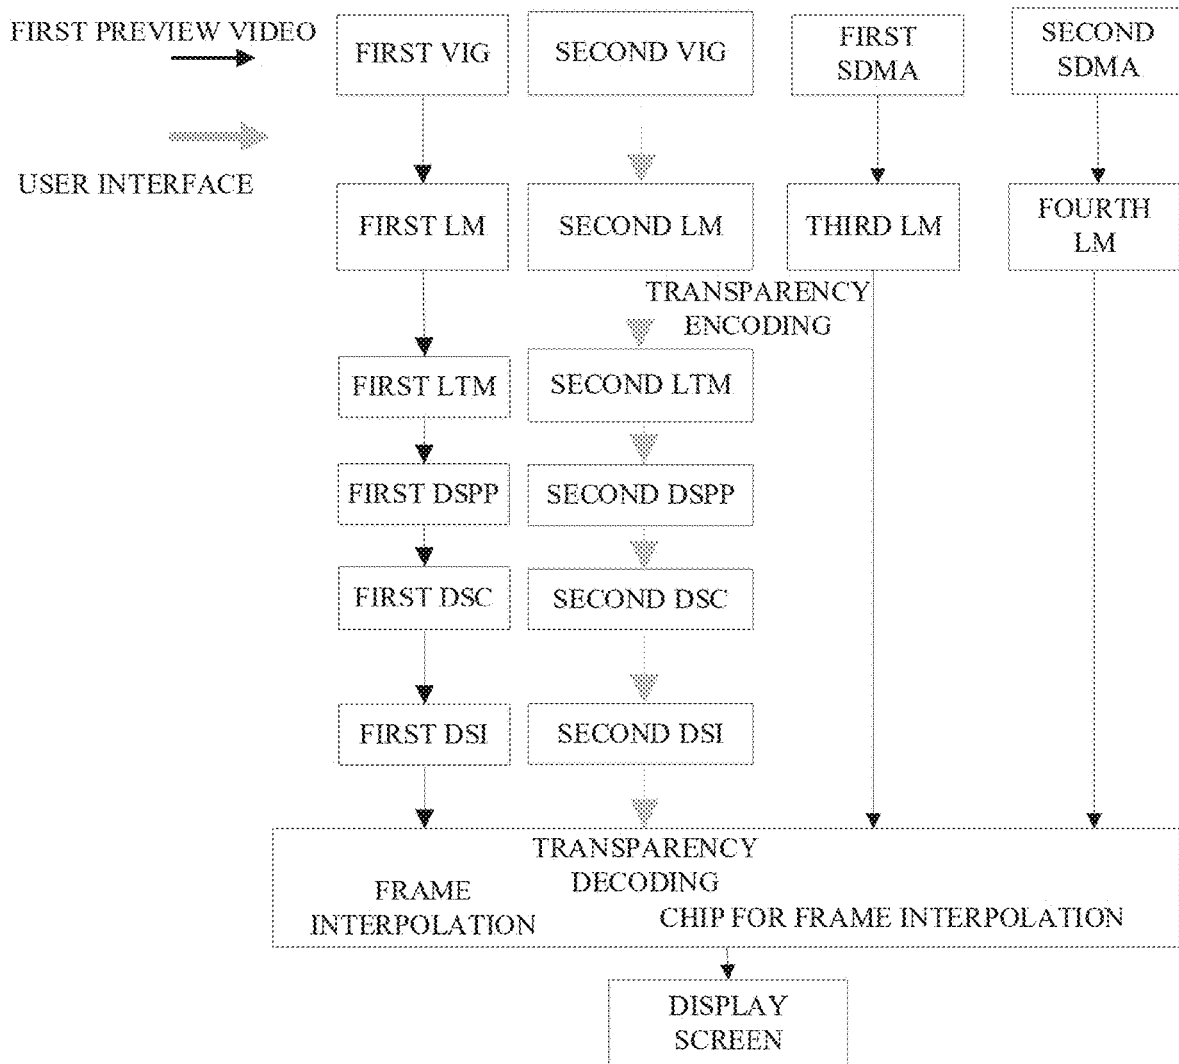 FIRST PREVIEW VIDEO
USER INTERFACE
FIRST VIG
SECOND VIG
FIRST
SDMA
SECOND
SDMA
FIRST LM
SECOND LM
THIRD LM
FOURTH
LM
TRANSPARENCY
ENCODING
FIRST LTM
SECOND LTM
FIRST DSPP
SECOND DSPP
FIRST DSC
SECOND DSC
FIRST DSI
SECOND DSI
TRANSPARENCY
DECODING
FRAME
INTERPOLATION
CHIP FOR FRAME INTERPOLATION
DISPLAY
SCREEN